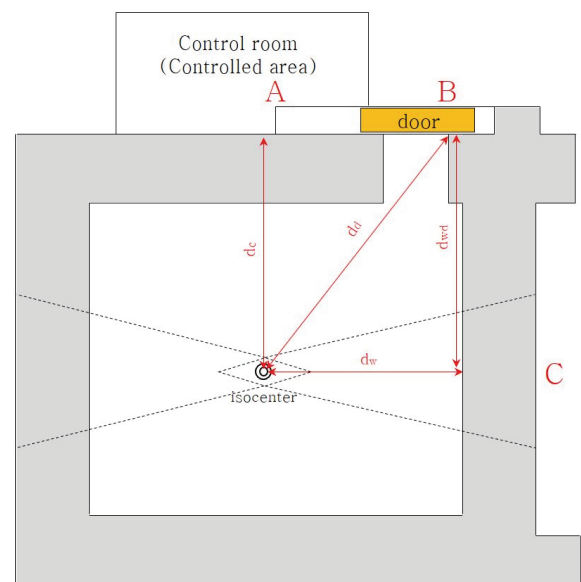 Control room
(Controlled area)
A
B
door
dc
dd
dwd
dw
isocenter
C